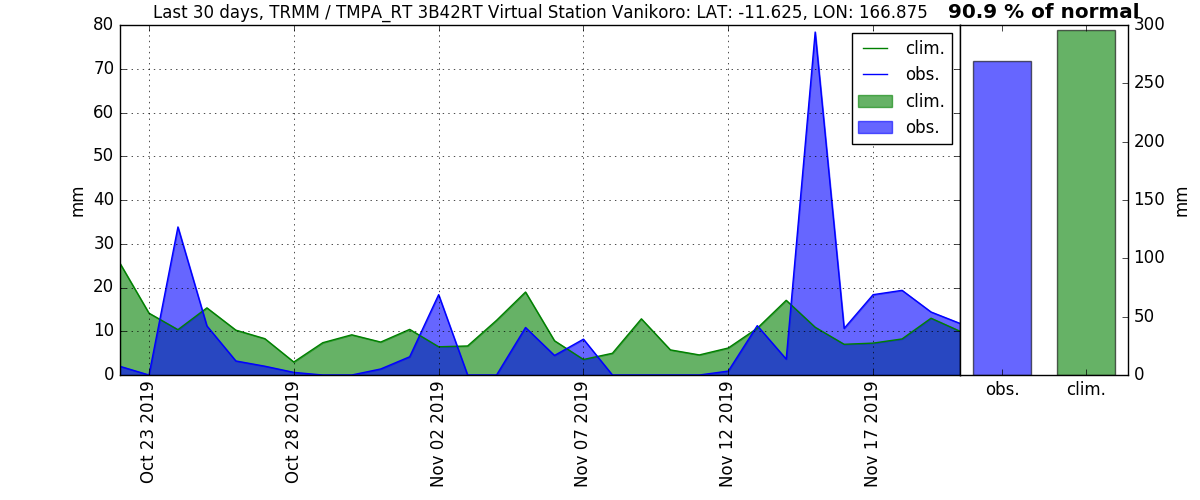 Last 30 days, TRMM / TMPA_RT 3B42RT Virtual Station Vanikoro: LAT: -11.625, LON: 166.875
90.9 % of normal
80
70
60
50
40
30
20
10
0
mm
clim.
obs.
clim.
obs.
Oct 23 2019
Oct 28 2019
Nov 02 2019
Nov 07 2019
Nov 12 2019
Nov 17 2019
300
250
200
150
100
50
0
mm
obs.
clim.